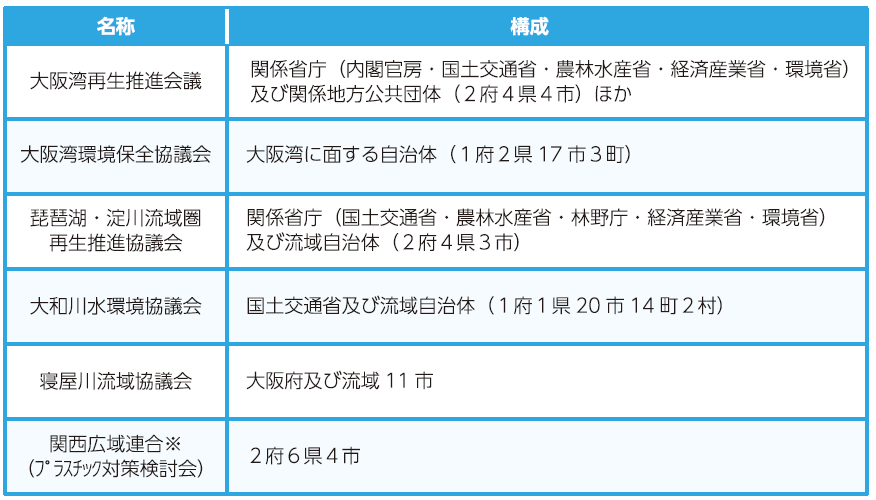 名称
構成
大阪湾再生推進会議
関係省庁（内閣官房・国土交通省・農林水産省・経済産業省・環境省）
及び関係地方公共団体（２府４県４市）ほか
大阪湾環境保全協議会
大阪湾に面する自治体（１府２県 17 市３町）
琵琶湖・淀川流域圏
再生推進協議会
関係省庁（国土交通省・農林水産省・林野庁・経済産業省・環境省）
及び流域自治体（２府４県３市）
大和川水環境協議会
国土交通省及び流域自治体（１府１県 20 市 14 町２村）
寝屋川流域協議会
大阪府及び流域 11 市
関西広域連合※
（ﾌﾟﾗｽﾁｯｸ対策検討会）
２府６県４市